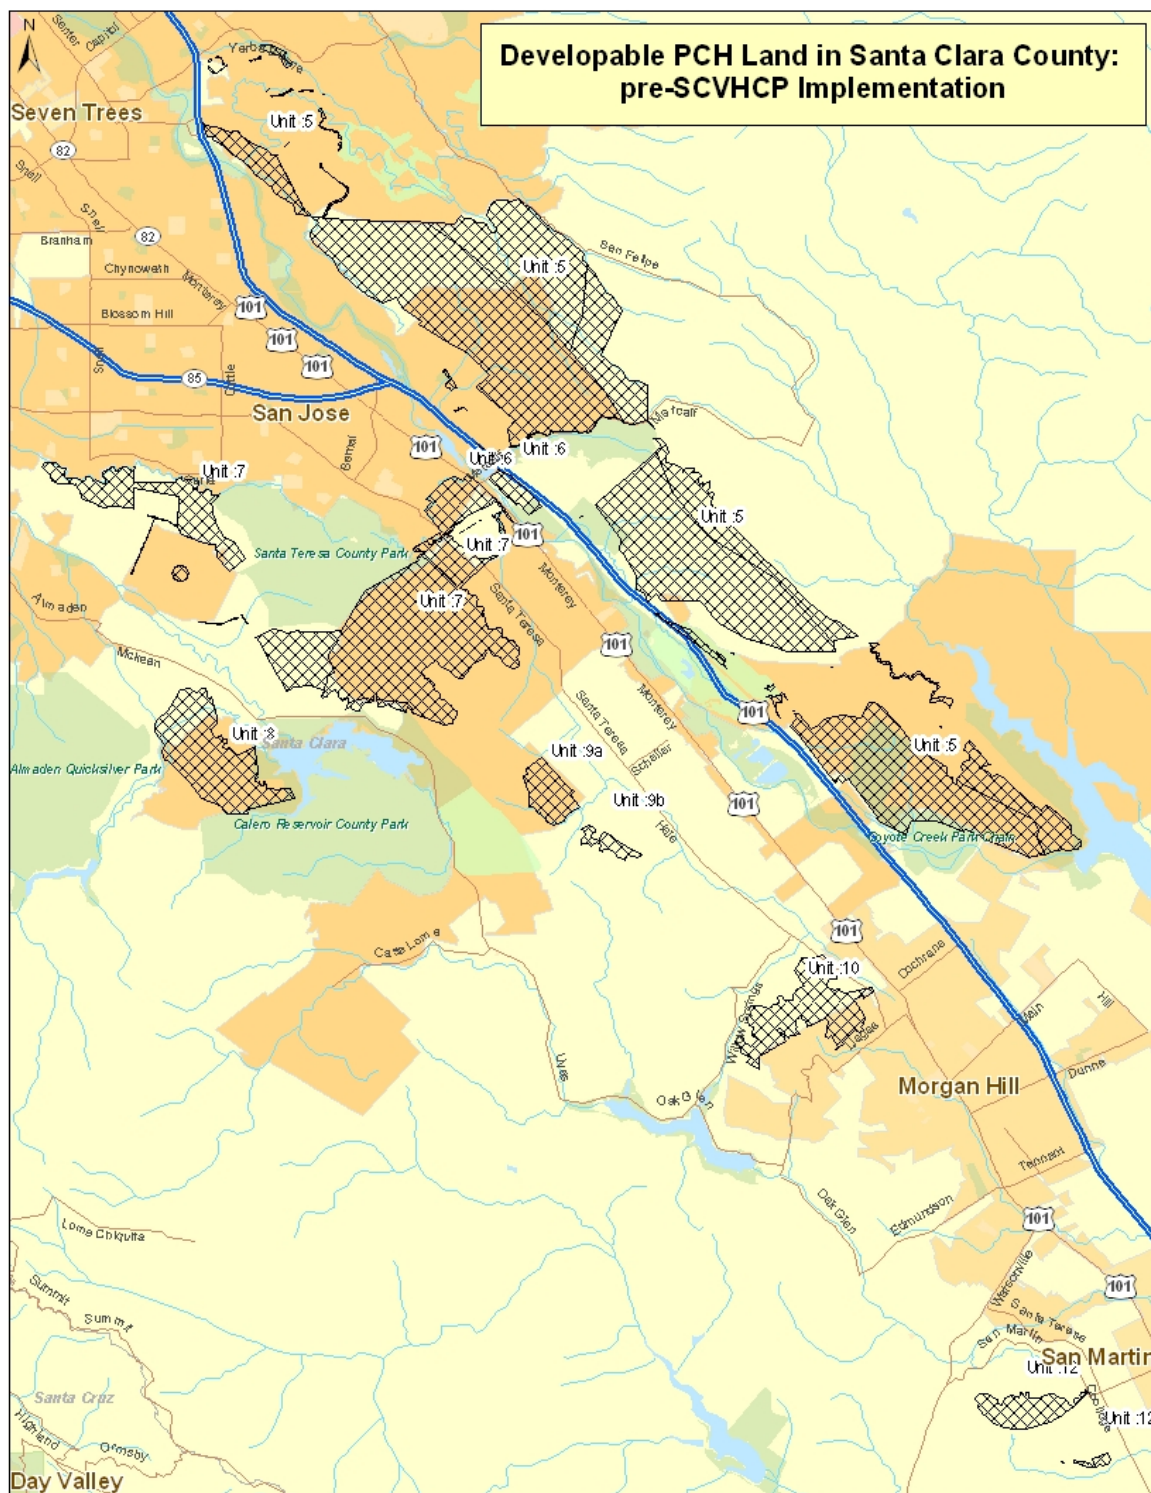 N
Developable PCH Land in Santa Clara County:
pre-SCVHCP Implementation
Senter
Capitol
Seven Trees
Unit :5
82
Snell
Snell
82
Branham
Chynoweth
Monterey
Blossom Hill
101
101
101
Snell
85
San Jose
Bernal
San Felipe
Unit :5
Metcalf
101
Unit :6
Unit :6
Unit :7
Santa Teresa County Park
Unit :7
101
Unit :5
Unit :7
Santa Teresa
Monterey
Almaden
Mckean
101
Santa Teresa
Monterey
101
Unit :5
Unit :8
Santa Clara
Almaden Quicksilver Park
Unit :9a
Scheller
Unit :9b
101
Hale
Calero Reservoir County Park
Coyote Creek Park Chain
Casa Loma
101
Cochrane
Unit :10
Willow Springs
Main
Hill
Uvas
Oak Glen
Dunne
Morgan Hill
Tennant
Oak Glen
Edmundson
101
Loma Chiquita
Summit
Summit
Watsonville
101
Santa Teresa
San Martin
San Martin
Unit :12
Coolidge
Unit :12
Santa Cruz
Highland
Ormsby
Day Valley